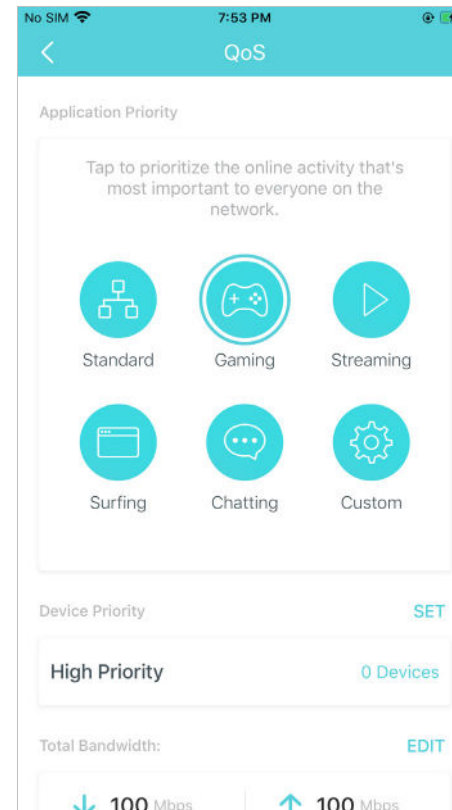 No SIM 7:53 PM
QoS
Application Priority
Tap to prioritize the online activity that's
most important to everyone on the
network.
Standard Gaming Streaming
Surfing Chatting Custom
Device Priority SET
High Priority 0 Devices
Total Bandwidth: EDIT
100 Mbps 100 Mbps